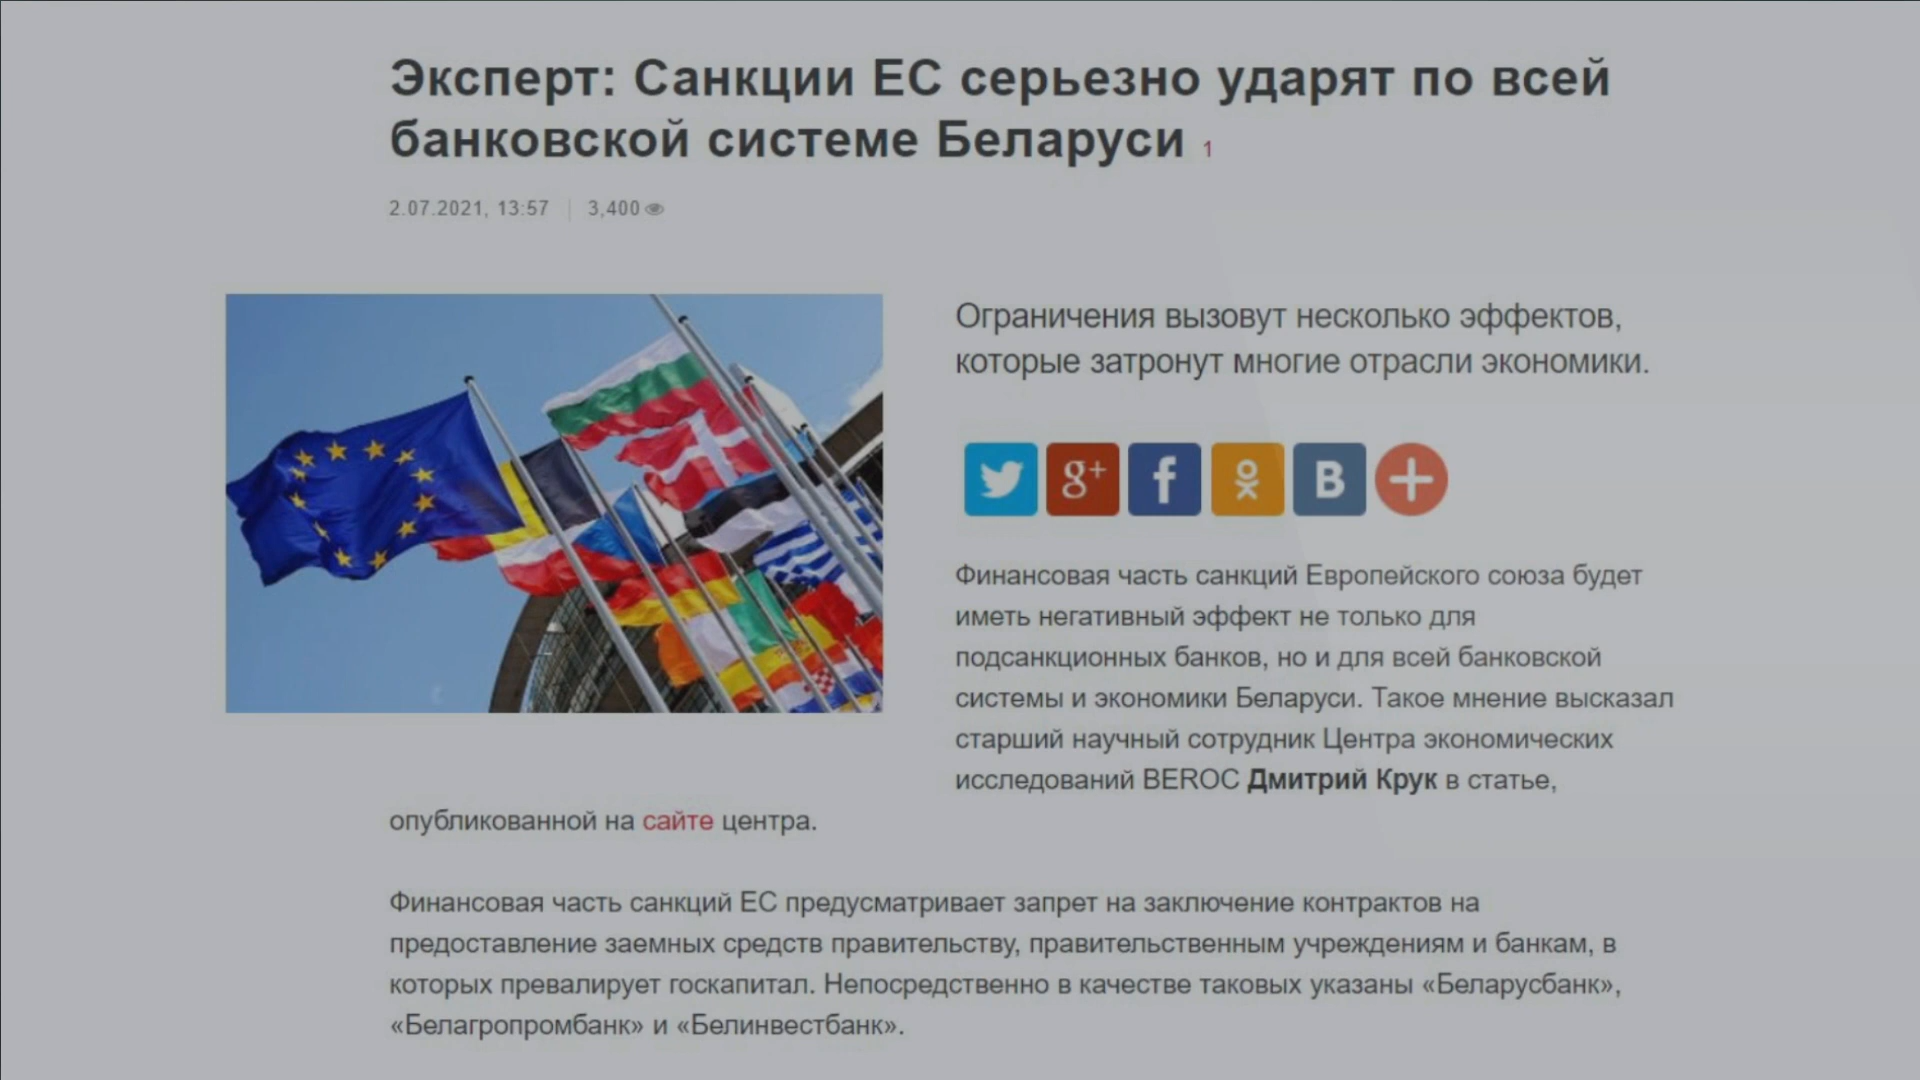 Эксперт: Санкции ЕС серьезно ударят по всей
банковской системе Беларуси 1
2.07.2021, 13:57 3,400
Ограничения вызовут несколько эффектов,
которые затронут многие отрасли экономики.
g+ f B
Финансовая часть санкций Европейского союза будет
иметь негативный эффект не только для
подсанкционных банков, но и для всей банковской
системы и экономики Беларуси. Такое мнение высказал
старший научный сотрудник Центра экономических
исследований BEROC Дмитрий Крук в статье,
опубликованной на сайте центра.
Финансовая часть санкций ЕС предусматривает запрет на заключение контрактов на
предоставление заемных средств правительству, правительственным учреждениям и банкам, в
которых превалирует госкапитал. Непосредственно в качестве таковых указаны «Беларусбанк»,
«Белагропромбанк» и «Белинвестбанк».